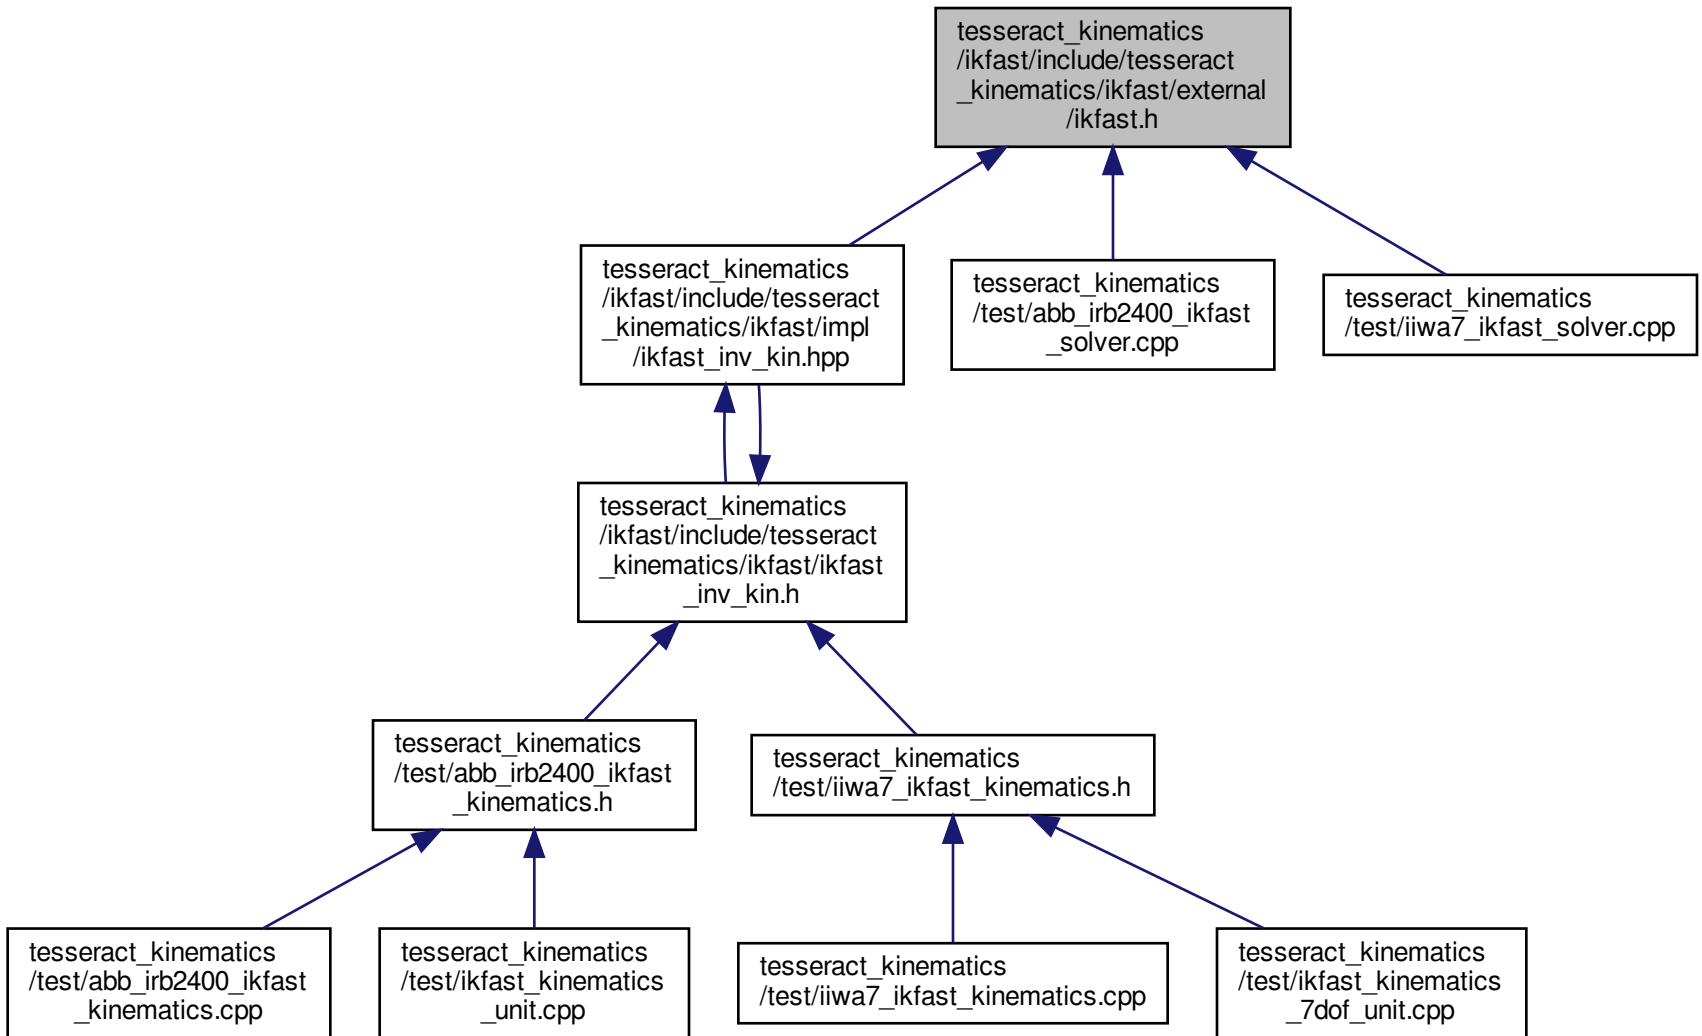 tesseract_kinematics
/ikfast/include/tesseract
_kinematics/ikfast/external
/ikfast.h
tesseract_kinematics
/ikfast/include/tesseract
_kinematics/ikfast/impl
/ikfast_inv_kin.hpp
tesseract_kinematics
/test/abb_irb2400_ikfast
_solver.cpp
tesseract_kinematics
/test/iiwa7_ikfast_solver.cpp
tesseract_kinematics
/ikfast/include/tesseract
_kinematics/ikfast/ikfast
_inv_kin.h
tesseract_kinematics
/test/abb_irb2400_ikfast
_kinematics.h
tesseract_kinematics
/test/iiwa7_ikfast_kinematics.h
tesseract_kinematics
/test/abb_irb2400_ikfast
_kinematics.cpp
tesseract_kinematics
/test/ikfast_kinematics
_unit.cpp
tesseract_kinematics
/test/iiwa7_ikfast_kinematics.cpp
tesseract_kinematics
/test/ikfast_kinematics
_7dof_unit.cpp